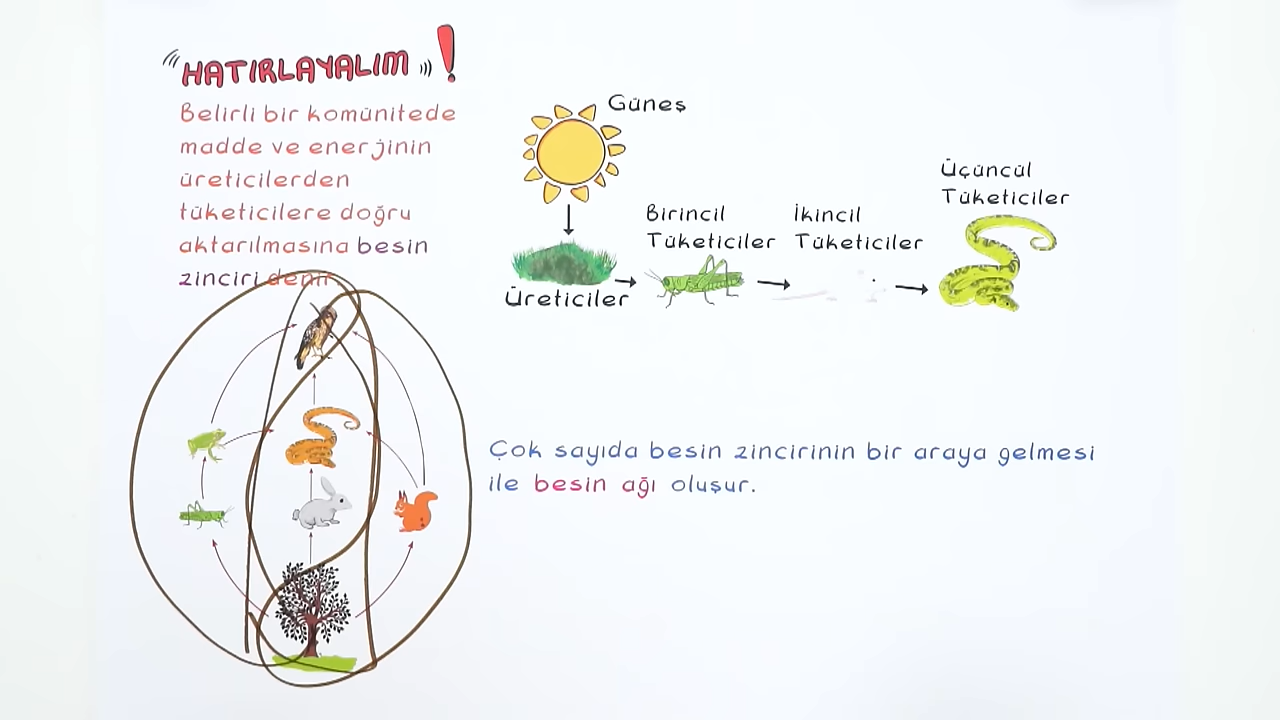 HATIRLAYALIM !
Belirli bir komünitede
madde ve enerjinin
üreticilerden
tüketicilere doğru
aktarılmasına besin
zinciri denir
Güneş
Üreticiler
Birincil
Tüketiciler
İkincil
Tüketiciler
Üçüncül
Tüketiciler
Çok sayıda besin zincirinin bir araya gelmesi
ile besin ağı oluşur.